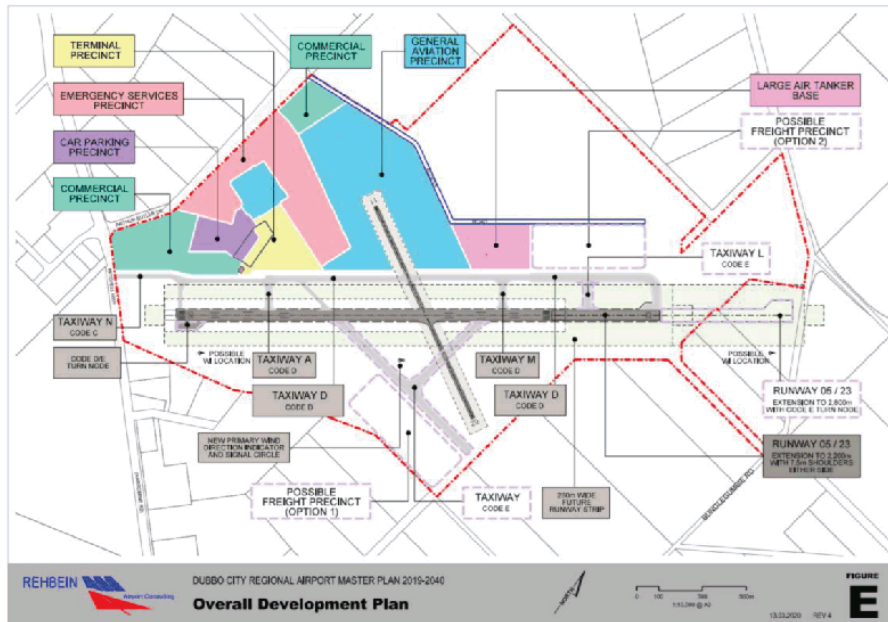 TERMINAL
PRECINCT
COMMERCIAL
PRECINCT
GENERAL
AVIATION
PRECINCT
EMERGENCY SERVICES
PRECINCT
LARGE AIR TANKER
BASE
POSSIBLE
FREIGHT PRECINCT
(OPTION 2)
CAR PARKING
PRECINCT
COMMERCIAL
PRECINCT
TAXIWAY L
CODE E
TAXIWAY N
CODE C
CODE D/E
TURN NODE
POSSIBLE
WI LOCATION
TAXIWAY A
CODE D
TAXIWAY M
CODE D
POSSIBLE
WI LOCATION
TAXIWAY D
CODE D
TAXIWAY D
CODE D
RUNWAY 05 / 23
WITH CODE E TURN NODE
RUNWAY 05 / 23
EXTENSION TO 2,200m
WITH 7.5m SHOULDERS
EITHER SIDE
NEW PRIMARY WIND
DIRECTION INDICATOR
AND SIGNAL CIRCLE
POSSIBLE
FREIGHT PRECINCT
(OPTION 1)
TAXIWAY
CODE E
WIDE
FUTURE
RUNWAY STRIP
REHBEIN
Airport Consulting
DUBBO CITY REGIONAL AIRPORT MASTER PLAN 2019-2040
Overall Development Plan
NORTH
FIGURE
E
13.03.2020 REV 4